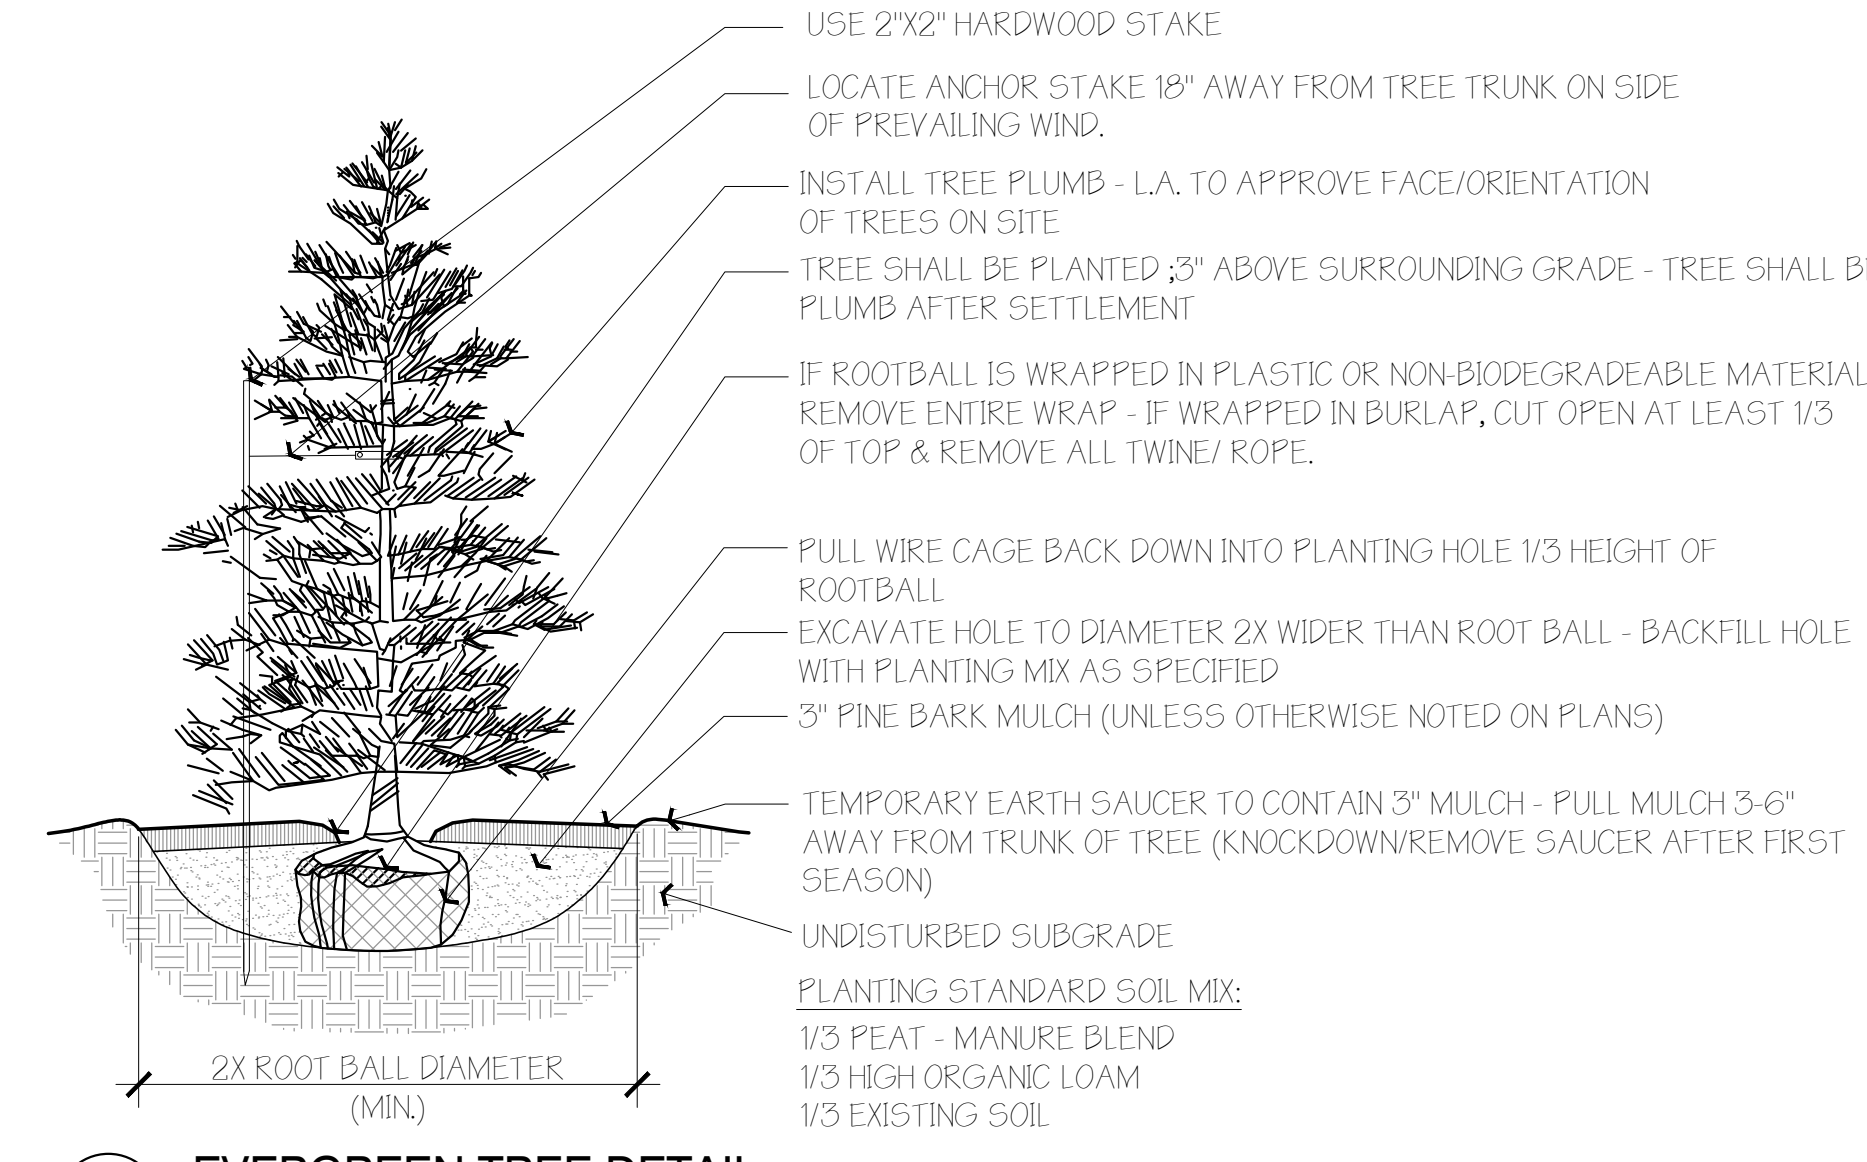 USE 2"X2" HARDWOOD STAKE
LOCATE ANCHOR STAKE 18" AWAY FROM TREE TRUNK ON SIDE
OF PREVAILING WIND.
INSTALL TREE PLUMB - L.A. TO APPROVE FACE/ORIENTATION
OF TREES ON SITE
TREE SHALL BE PLANTED ;3" ABOVE SURROUNDING GRADE - TREE SHALL BE
PLUMB AFTER SETTLEMENT
IF ROOTBALL IS WRAPPED IN PLASTIC OR NON-BIODEGRADEABLE MATERIAL
REMOVE ENTIRE WRAP - IF WRAPPED IN BURLAP, CUT OPEN AT LEAST 1/3
OF TOP & REMOVE ALL TWINE/ ROPE.
PULL WIRE CAGE BACK DOWN INTO PLANTING HOLE 1/3 HEIGHT OF
ROOTBALL
EXCAVATE HOLE TO DIAMETER 2X WIDER THAN ROOT BALL - BACKFILL HOLE
WITH PLANTING MIX AS SPECIFIED
3" PINE BARK MULCH (UNLESS OTHERWISE NOTED ON PLANS)
TEMPORARY EARTH SAUCER TO CONTAIN 3" MULCH - PULL MULCH 3-6"
AWAY FROM TRUNK OF TREE (KNOCKDOWN/REMOVE SAUCER AFTER FIRST
SEASON)
UNDISTURBED SUBGRADE
PLANTING STANDARD SOIL MIX:
1/3 PEAT - MANURE BLEND
1/3 HIGH ORGANIC LOAM
1/3 EXISTING SOIL
2X ROOT BALL DIAMETER
(MIN.)
EVERGREEN TREE DETAIL